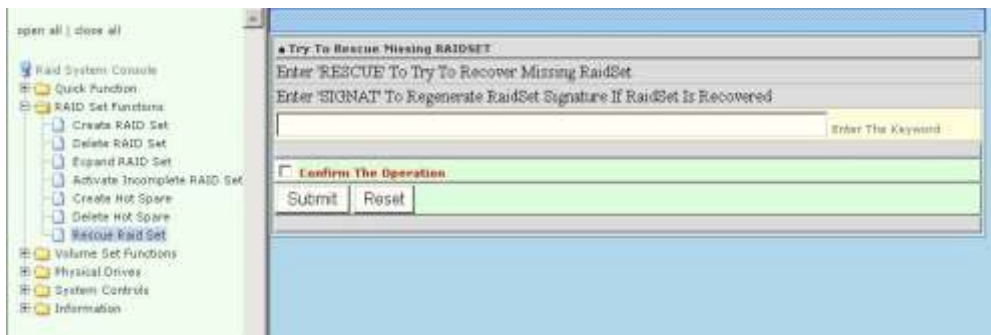 open all | close all
Raid System Console
Quick Function
RAID Set Functions
Create RAID Set
Delete RAID Set
Expand RAID Set
Activate Incomplete RAID Set
Create Hot Spare
Delete Hot Spare
Rescue Raid Set
Volume Set Functions
Physical Drives
System Controls
Information
Try To Rescue Missing RAIDSET
Enter 'RESCUE' To Try To Recover Missing RaidSet
Enter 'SIGNAT' To Regenerate RaidSet Signature If RaidSet Is Recovered
Enter The Keyword
Confirm The Operation
Submit Reset